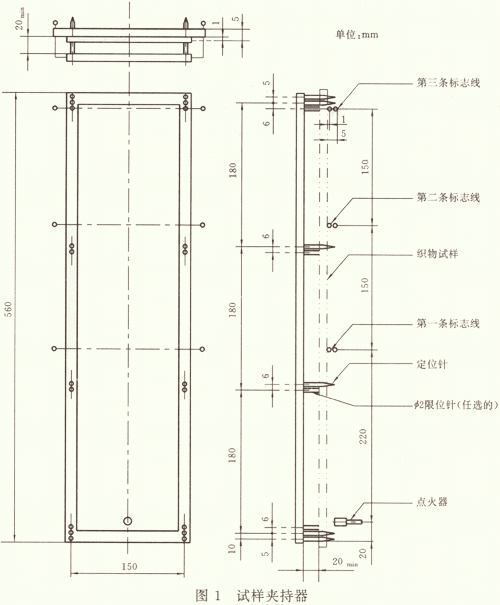 20 min
1
5
单位:mm
5
6
第三条标志线
1
5
180
150
第二条标志线
6
织物试样
560
180
150
第一条标志线
6
定位针
φ2限位针(任选的)
180
220
点火器
6
10
5
20
150
20 min
图 1 试样夹持器